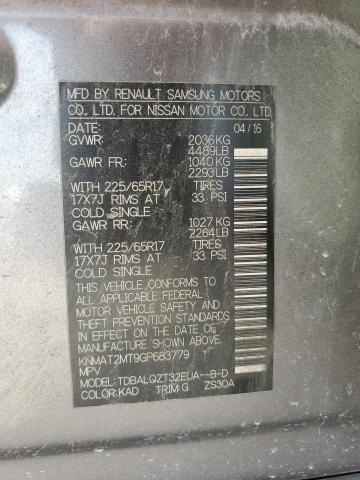 MFD BY RENAULT SAMSUNG MOTORS
CO., LTD. FOR NISSAN MOTOR CO., LTD.
DATE: 04/16
GVWR: 2036KG
4489LB
GAWR FR: 1040KG
2293LB
WITH 225/65R17 TIRES
17X7J RIMS AT 33 PSI
COLD SINGLE
GAWR RR: 1027KG
2264LB
WITH 225/65R17 TIRES
17X7J RIMS AT 33 PSI
COLD SINGLE
THIS VEHICLE CONFORMS TO
ALL APPLICABLE FEDERAL
MOTOR VEHICLE SAFETY AND
BUMPER STANDARDS IN
EFFECT ON THE DATE OF
MANUFACTURE SHOWN ABOVE.
KNMAT2MT9GP683779
MPV
MODEL:TDBALQZT32EUA--B-D
COLOR:KAD TRIM:G ZS30A